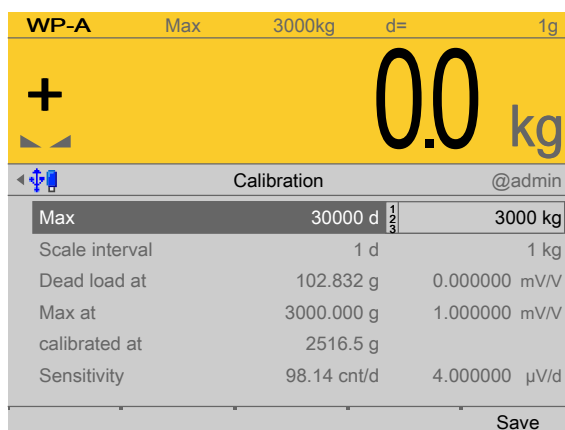 WP-A Max 3000kg d= 1g
+ 0.0 kg
Calibration @admin
Max 30000 d 1 2 3 3000 kg
Scale interval 1 d 1 kg
Dead load at 102.832 g 0.000000 mV/V
Max at 3000.000 g 1.000000 mV/V
calibrated at 2516.5 g
Sensitivity 98.14 cnt/d 4.000000 µV/d
Save